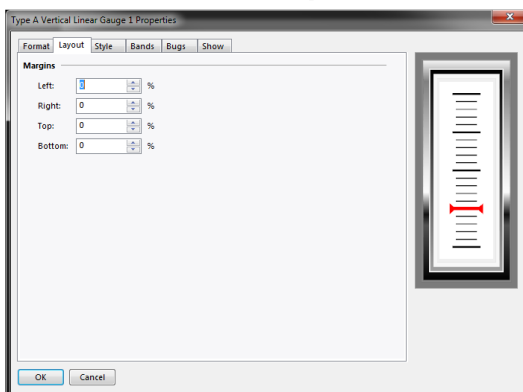 Type A Vertical Linear Gauge 1 Properties
Format Layout Style Bands Bugs Show
Margins
Left: 0 %
Right: 0 %
Top: 0 %
Bottom: 0 %
OK Cancel